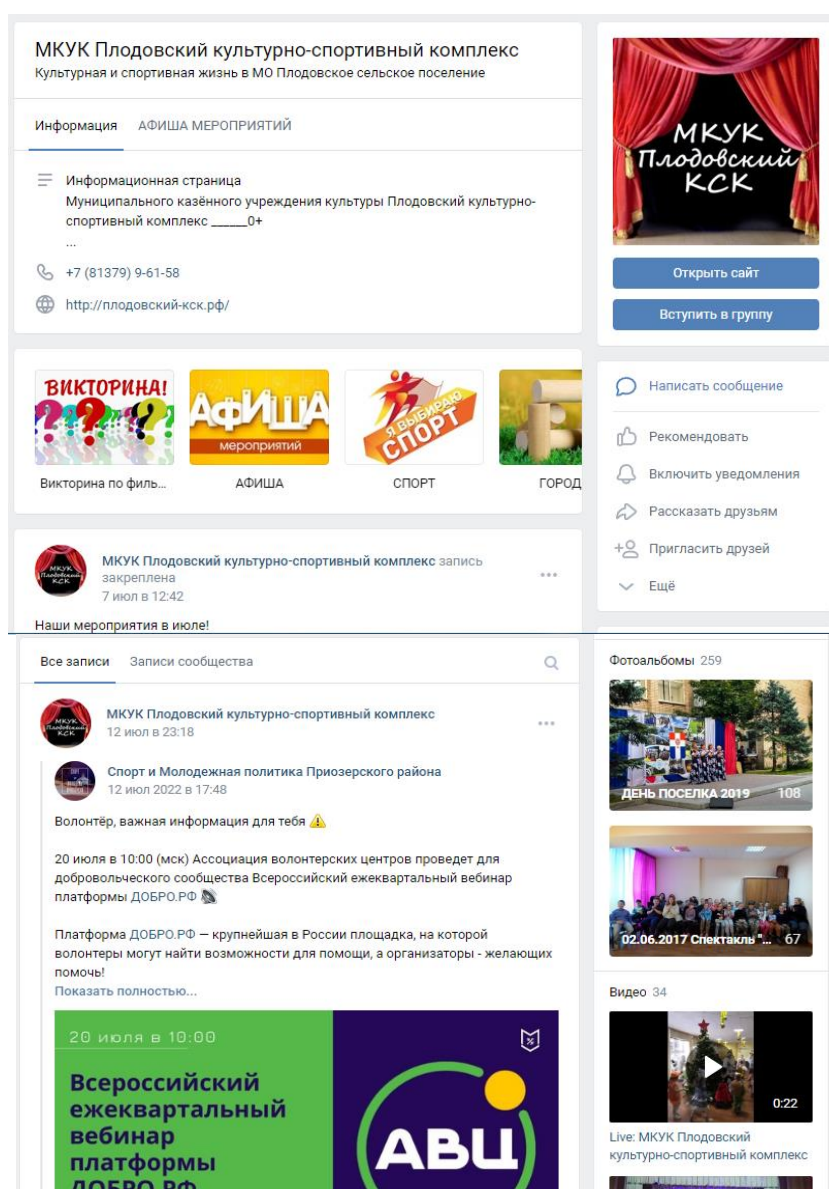 МКУК Плодовский культурно-спортивный комплекс
Культурная и спортивная жизнь в МО Плодовское сельское поселение
Информация АФИША МЕРОПРИЯТИЙ
Информационная страница
Муниципального казённого учреждения культуры Плодовский культурно-
спортивный комплекс ______0+
...
+7 (81379) 9-61-58
http://плодовский-кск.рф/
МКУК
Плодовский
КСК
Открыть сайт
Вступить в группу
Написать сообщение
Рекомендовать
Включить уведомления
Рассказать друзьям
Пригласить друзей
Ещё
ВИКТОРИНА!
АФИША
мероприятий
Я ВЫБИРАЮ
СПОРТ
Викторина по филь...
АФИША
СПОРТ
ГОРОД
МКУК
Плодовский
КСК
МКУК Плодовский культурно-спортивный комплекс запись
закреплена
7 июл в 12:42
Наши мероприятия в июле!
Все записи Записи сообщества
МКУК
Плодовский
КСК
МКУК Плодовский культурно-спортивный комплекс
12 июл в 23:18
Спорт и Молодежная политика Приозерского района
12 июл 2022 в 17:48
Волонтёр, важная информация для тебя ⚠
20 июля в 10:00 (мск) Ассоциация волонтерских центров проведет для
добровольческого сообщества Всероссийский ежеквартальный вебинар
платформы ДОБРО.РФ
Платформа ДОБРО.РФ — крупнейшая в России площадка, на которой
волонтеры могут найти возможности для помощи, а организаторы - желающих
помочь!
Показать полностью...
20 июля в 10:00
Всероссийский
ежеквартальный
вебинар
платформы
ДОБРО.РФ
АВЦ
Фотоальбомы 259
ДЕНЬ ПОСЕЛКА 2019 108
02.06.2017 Спектакль "... 67
Видео 34
0:22
Live: МКУК Плодовский
культурно-спортивный комплекс